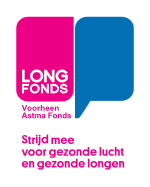 LONG
FONDS
Voorheen
Astma Fonds
Strijd mee
voor gezonde lucht
en gezonde longen